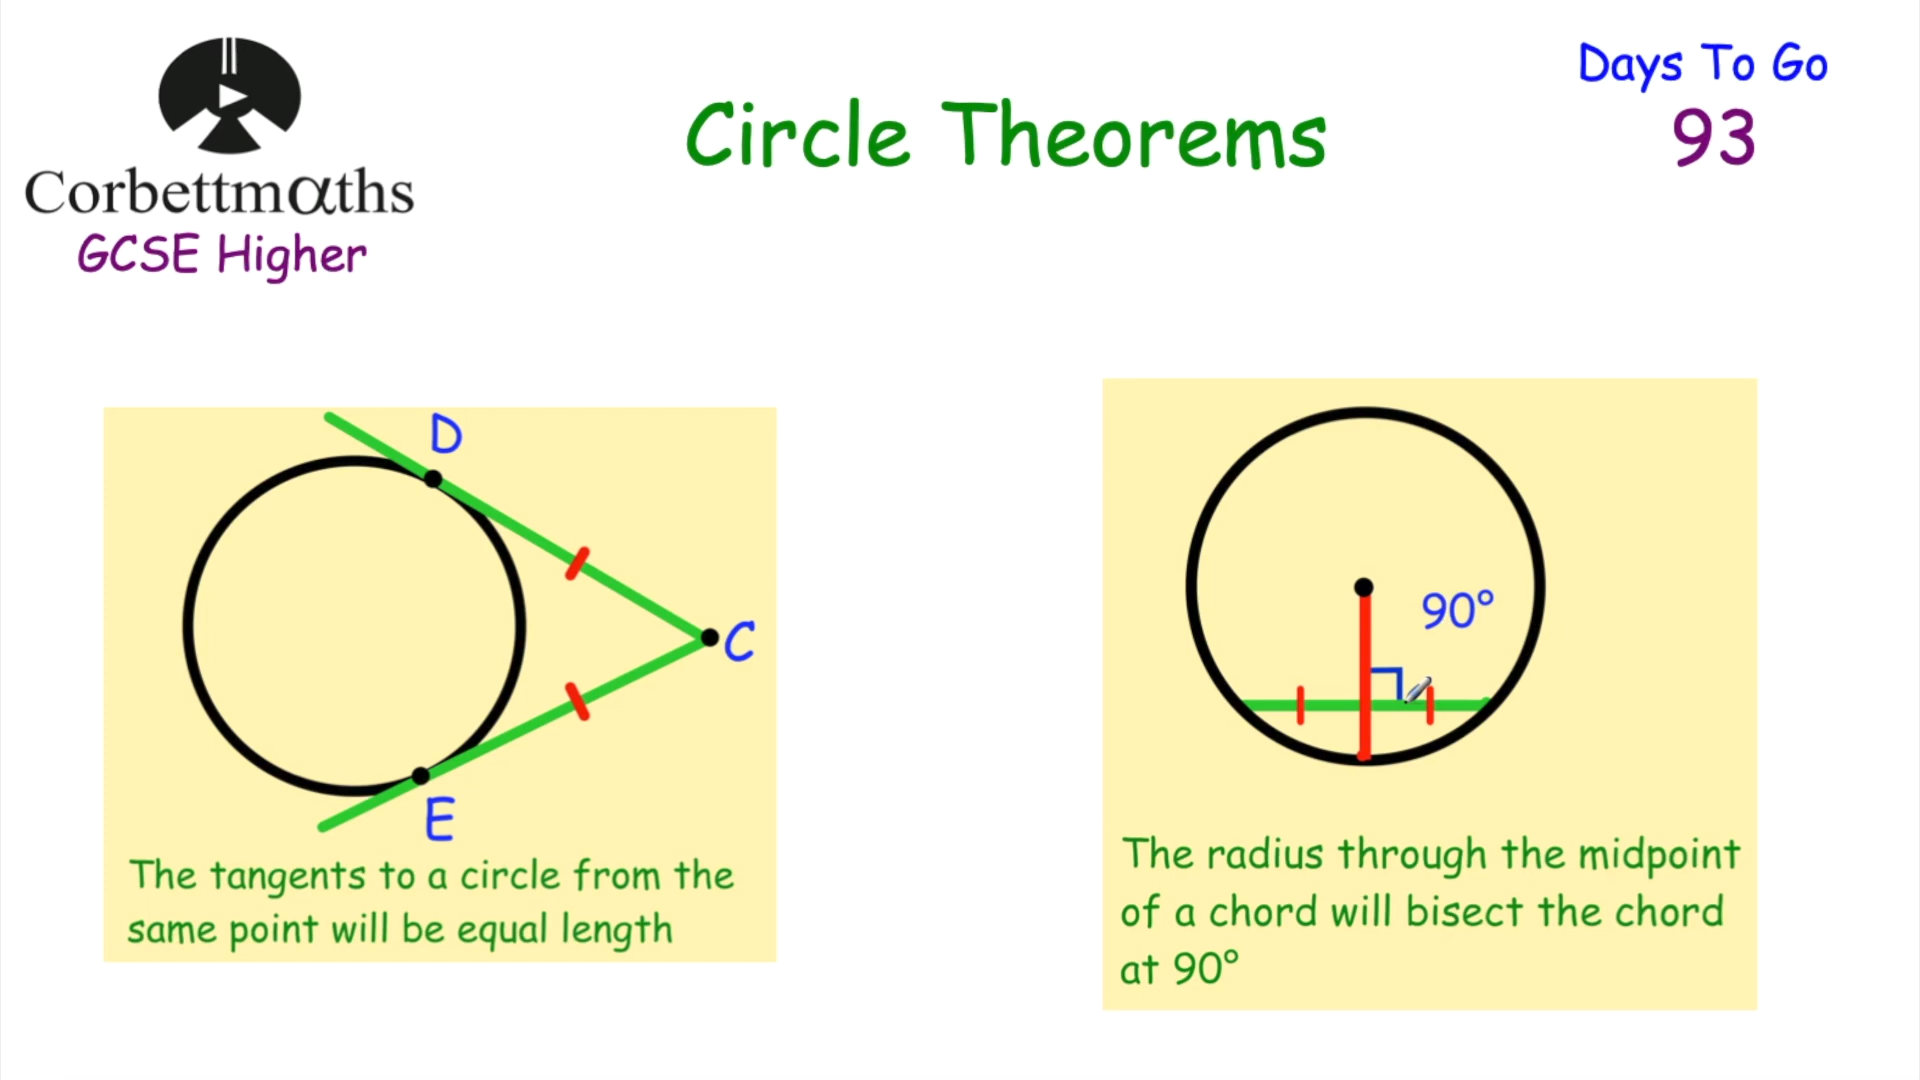 Corbettmαths
GCSE Higher
Circle Theorems
Days To Go
93
D
C
E
The tangents to a circle from the
same point will be equal length
90°
The radius through the midpoint
of a chord will bisect the chord
at 90°